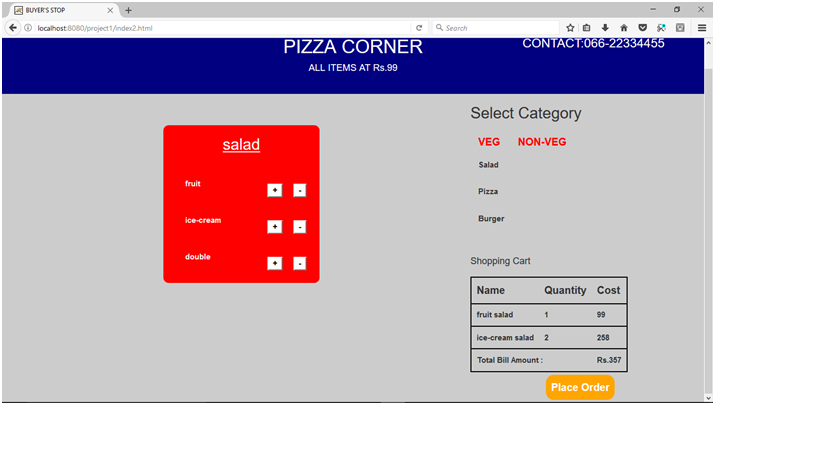 BUYER'S STOP
localhost:8080/project1/index2.html
Search
PIZZA CORNER
CONTACT:066-22334455
ALL ITEMS AT Rs.99
salad
fruit + -
ice-cream + -
double + -
Select Category
VEG NON-VEG
Salad
Pizza
Burger
Shopping Cart
Name Quantity Cost
fruit salad 1 99
ice-cream salad 2 258
Total Bill Amount : Rs.357
Place Order